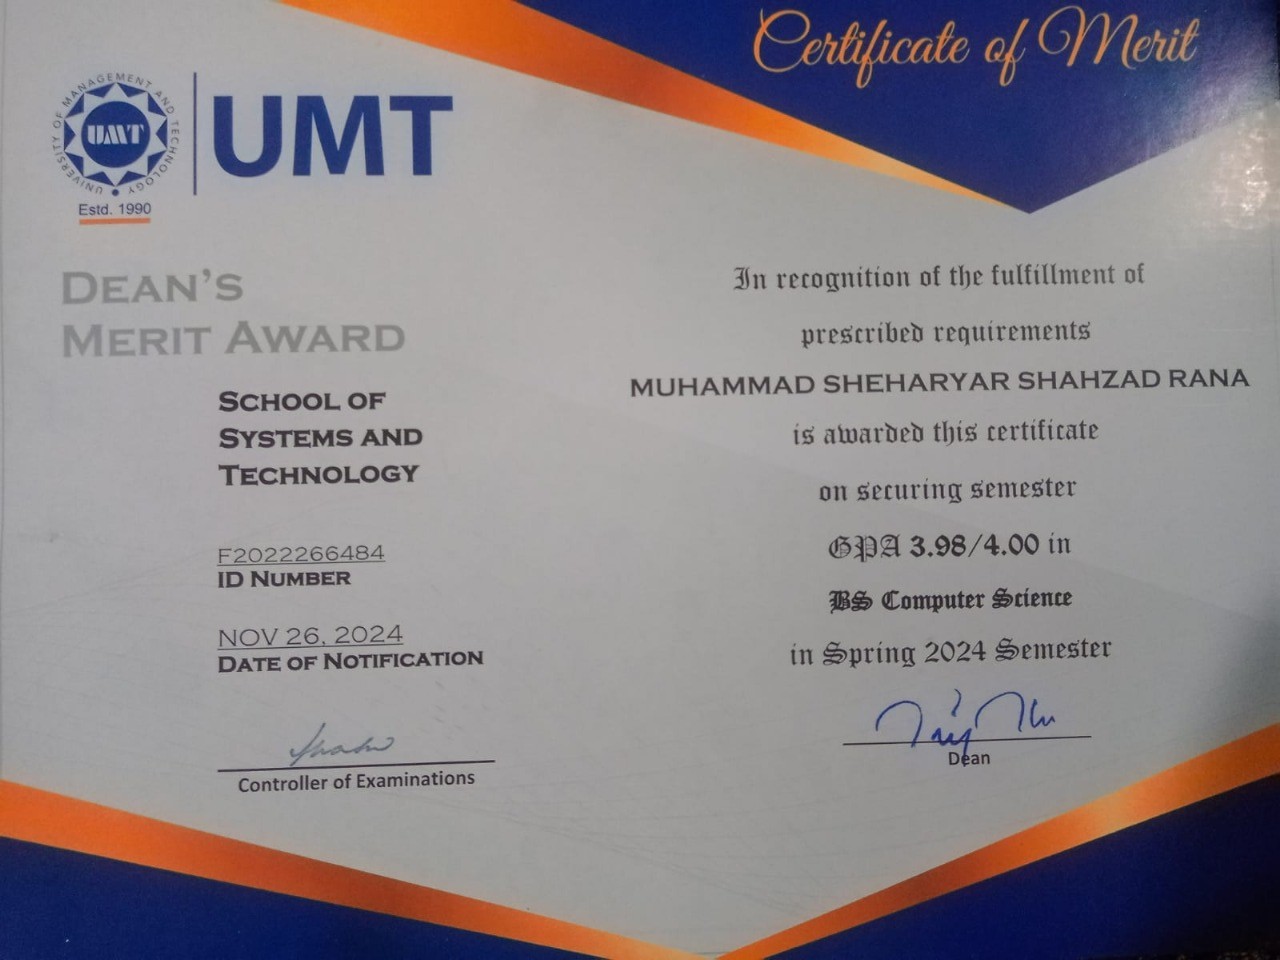 Certificate of Merit
UNIVERSITY OF MANAGEMENT AND TECHNOLOGY
UMT
Estd. 1990
UMT
DEAN'S
MERIT AWARD
SCHOOL OF
SYSTEMS AND
TECHNOLOGY
F2022266484
ID NUMBER
NOV 26, 2024
DATE OF NOTIFICATION
Controller of Examinations
In recognition of the fulfillment of
prescribed requirements
MUHAMMAD SHEHARYAR SHAHZAD RANA
is awarded this certificate
on securing semester
GPA 3.98/4.00 in
BS Computer Science
in Spring 2024 Semester
Dean